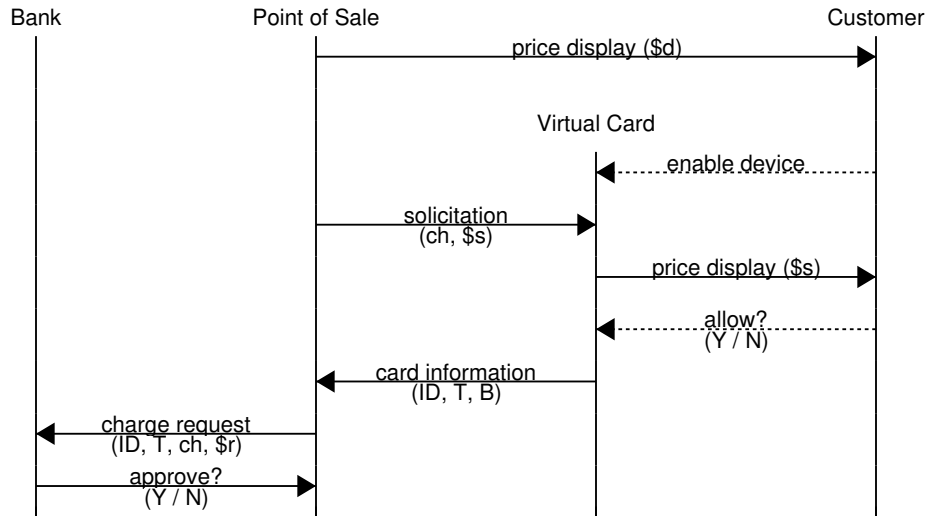 Bank Point of Sale Customer
price display ($d)
Virtual Card
enable device
solicitation
(ch, $s)
price display ($s)
allow?
(Y / N)
card information
(ID, T, B)
charge request
(ID, T, ch, $r)
approve?
(Y / N)